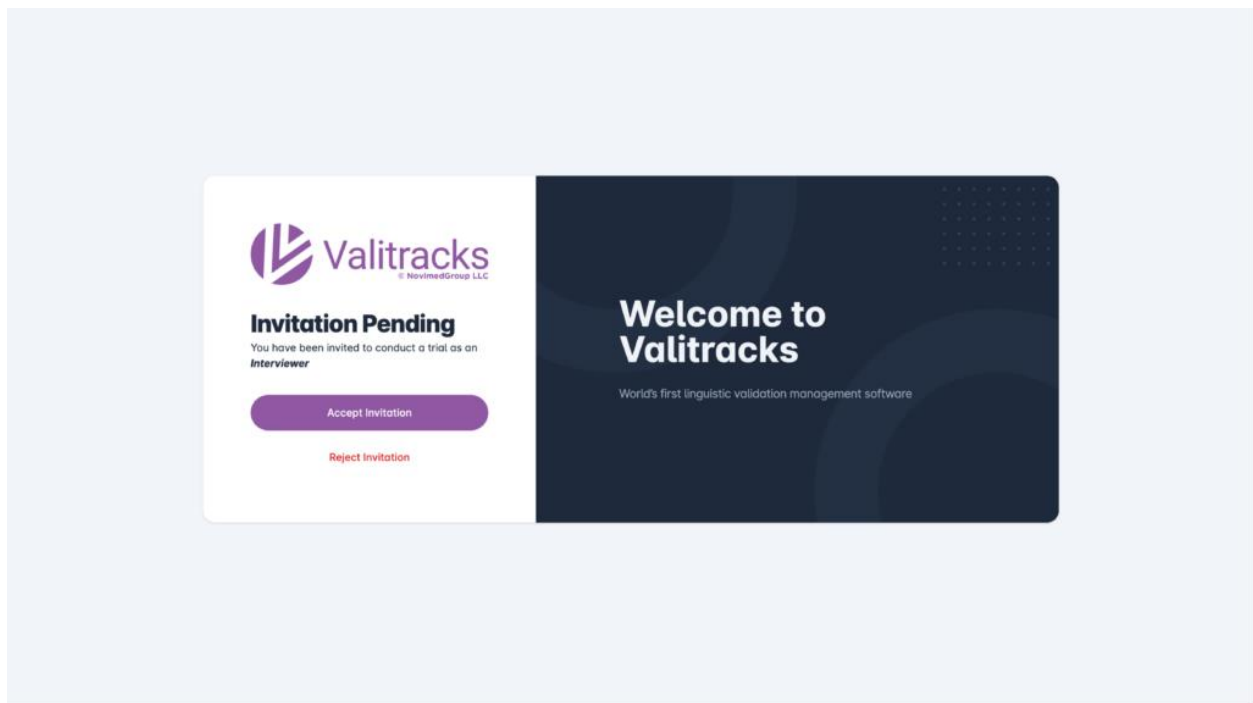 Valitracks
© NovimedGroup LLC
Invitation Pending
You have been invited to conduct a trial as an
Interviewer
Accept Invitation
Reject Invitation
Welcome to
Valitracks
World's first linguistic validation management software